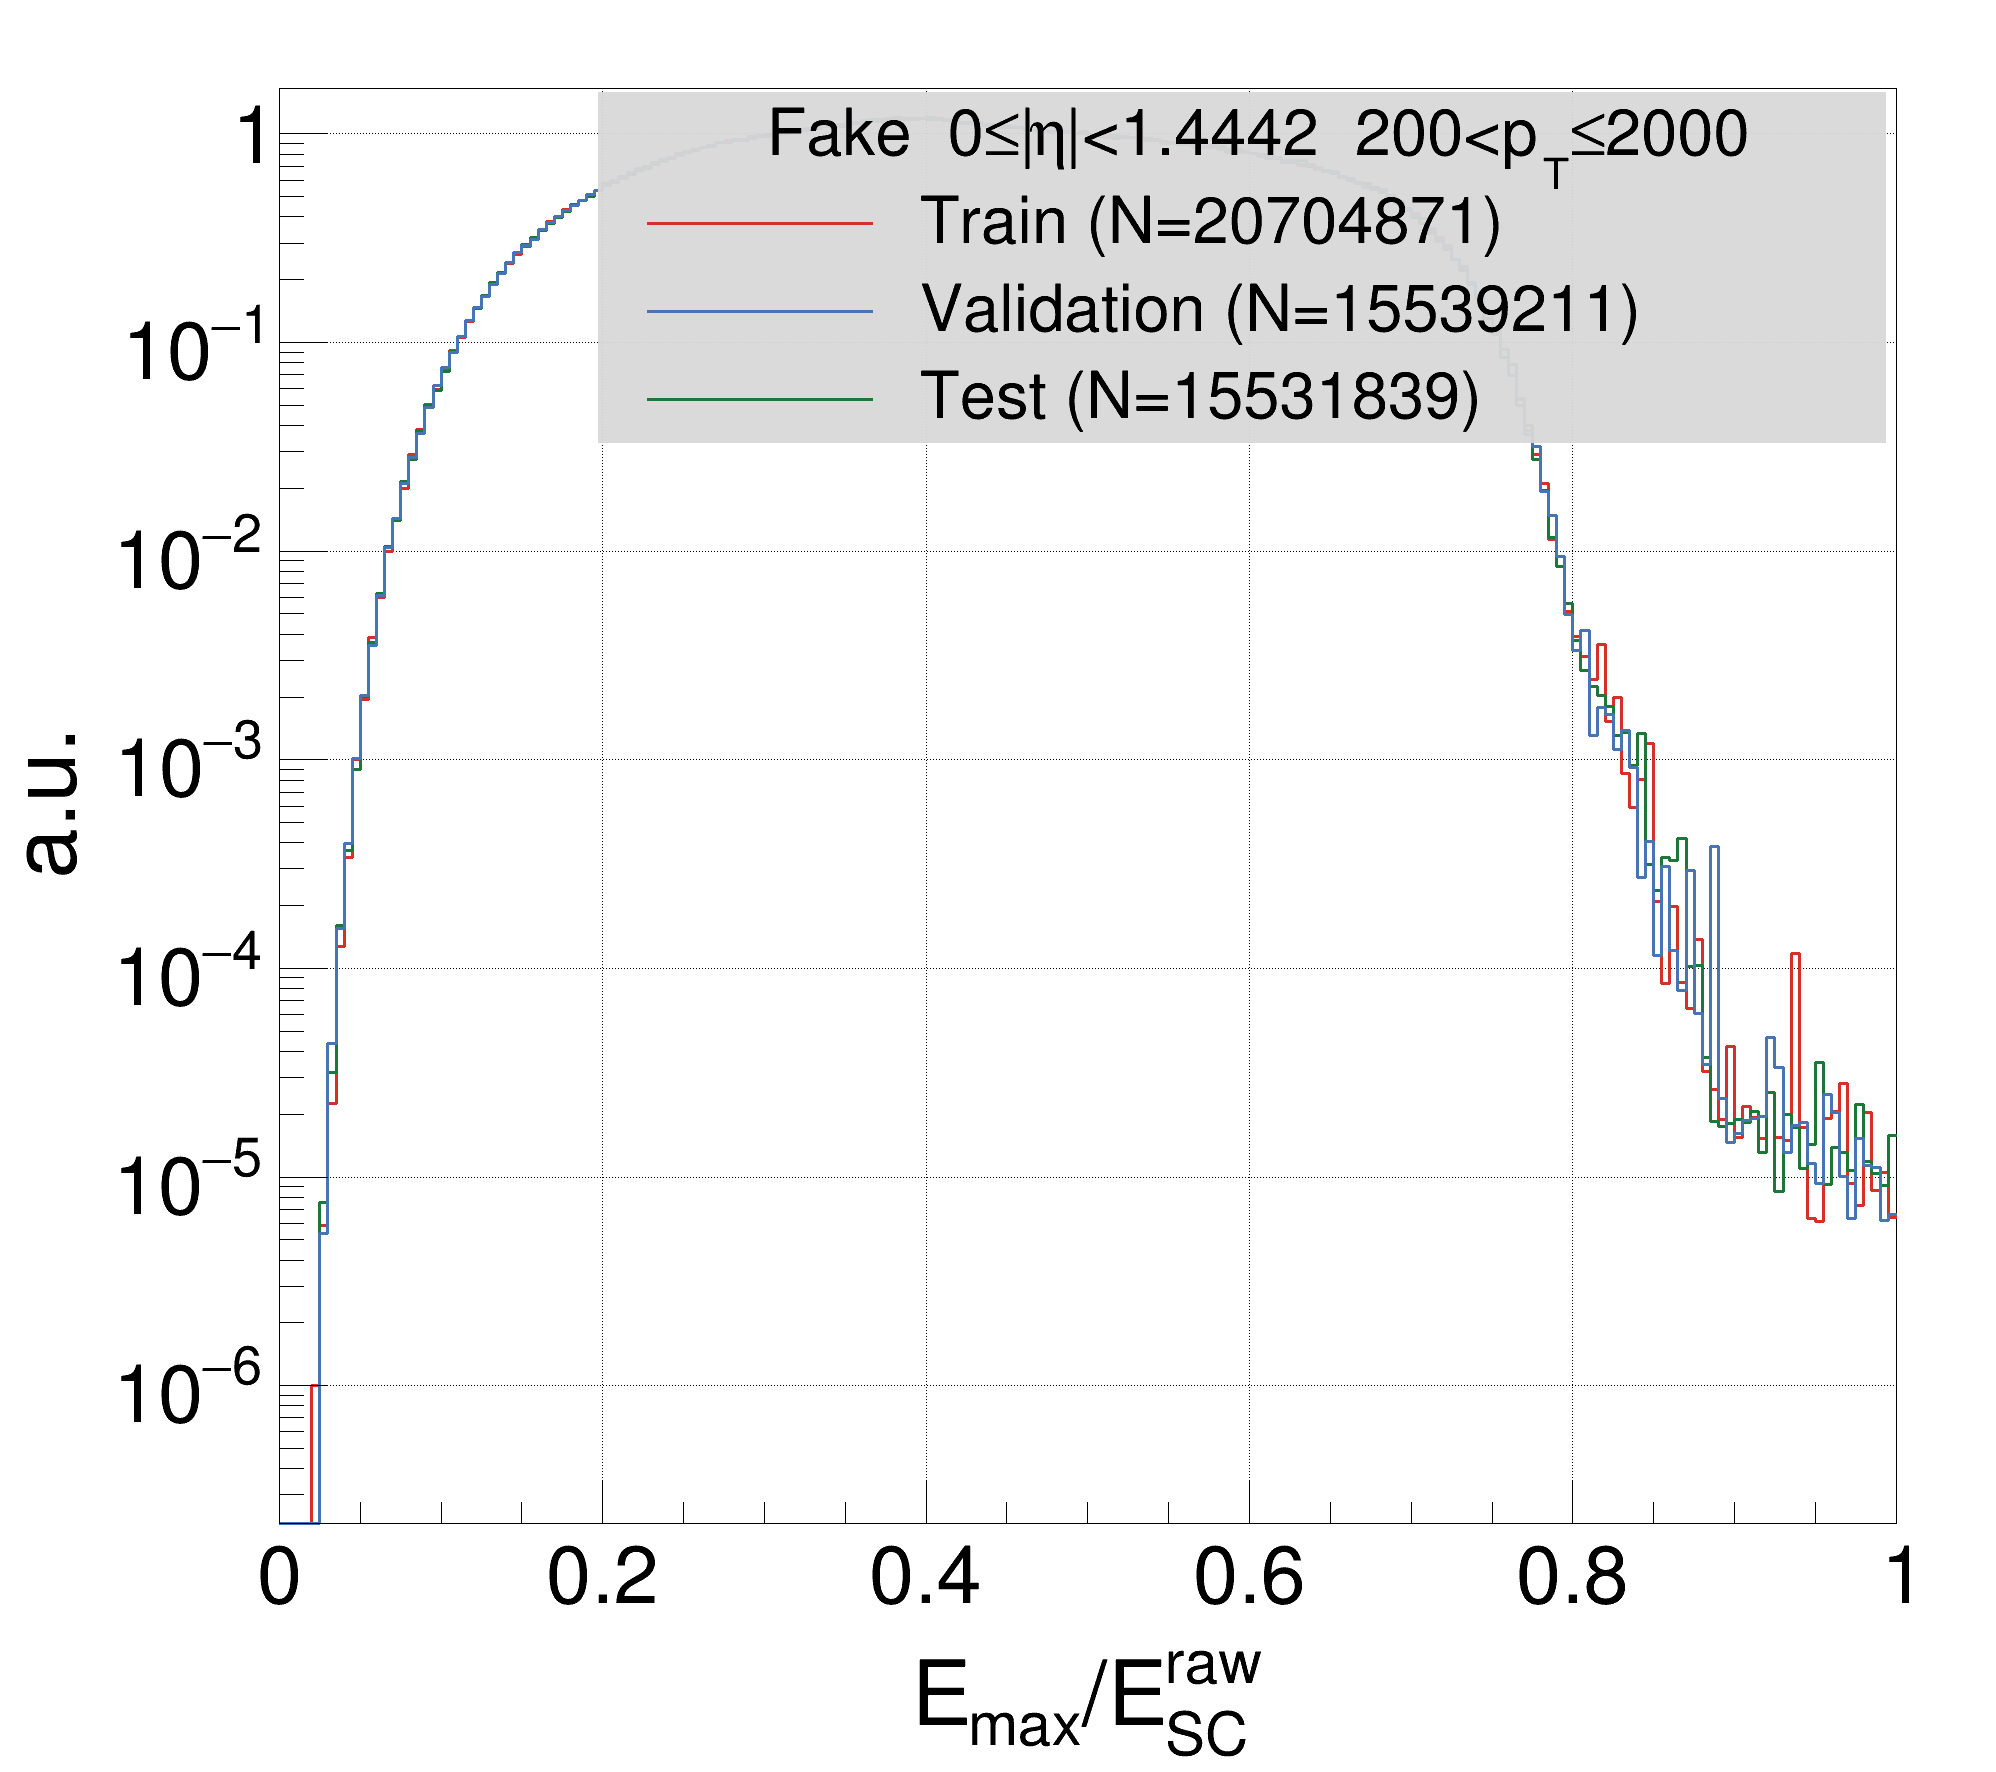 Fake 0≤|η|<1.4442 200<p_T≤2000
Train (N=20704871)
Validation (N=15539211)
Test (N=15531839)
1
10^−1
10^−2
10^−3
10^−4
10^−5
10^−6
a.u.
0 0.2 0.4 0.6 0.8 1
E_max/E_SC^raw